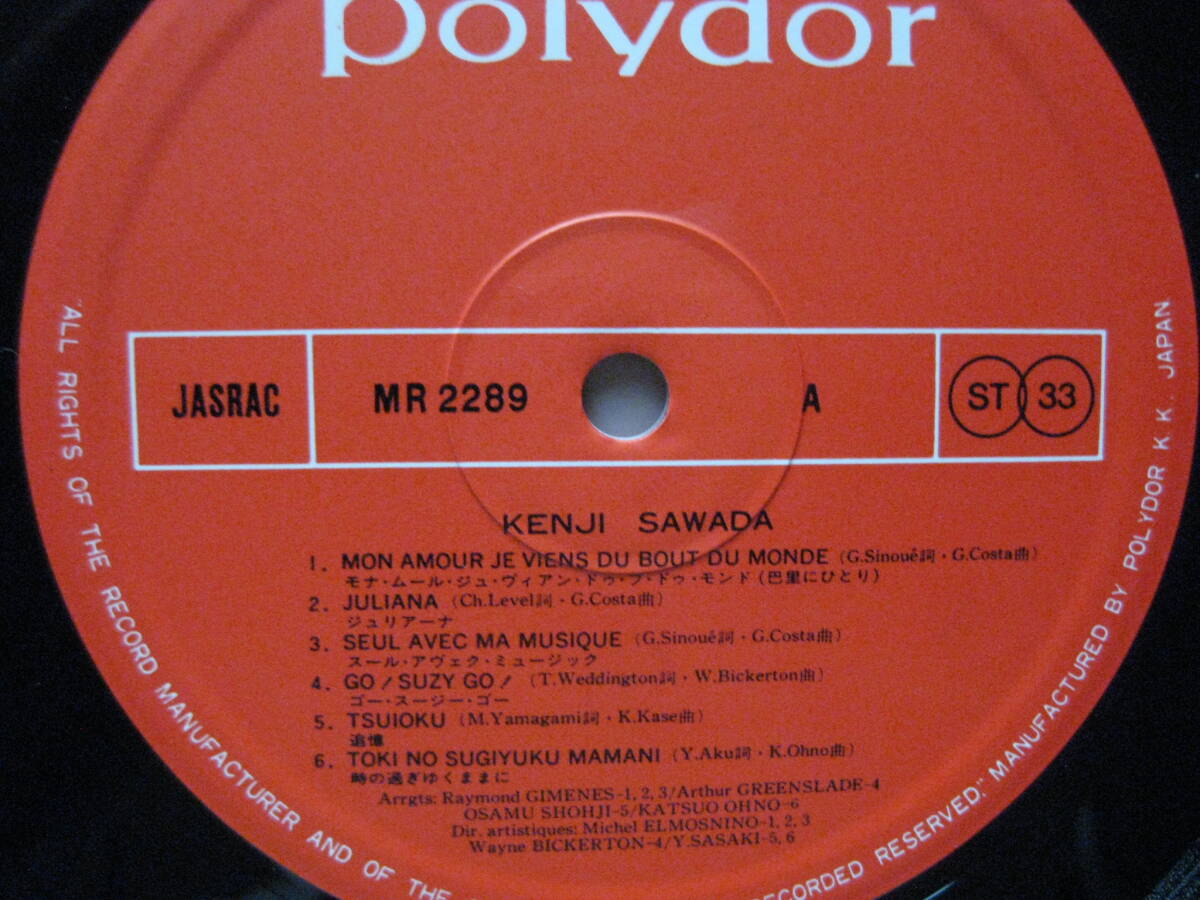 polydor
JASRAC MR 2289 A ST 33
KENJI SAWADA
1. MON AMOUR JE VIENS DU BOUT DU MONDE (G.Sinoué詞・G.Costa曲)
モナ・ムール・ジュ・ヴィアン・ドゥ・ブ・ドゥ・モンド(巴里にひとり)
2. JULIANA (Ch.Level詞・G.Costa曲)
ジュリアーナ
3. SEUL AVEC MA MUSIQUE (G.Sinoué詞・G.Costa曲)
スール・アヴェク・ミュージック
4. GO! SUZY GO! (T.Weddington詞・W.Bickerton曲)
ゴー・スージー・ゴー
5. TSUIOKU (M.Yamagami詞・K.Kase曲)
追憶
6. TOKI NO SUGIYUKU MAMANI (Y.Aku詞・K.Ohno曲)
時の過ぎゆくままに
Arrgts: Raymond GIMENES-1, 2, 3/Arthur GREENSLADE-4
OSAMU SHOHJI-5/KATSUO OHNO-6
Dir. artistiques: Michel ELMOSNINO-1, 2, 3
Wayne BICKERTON-4/Y.SASAKI-5, 6
"ALL RIGHTS OF THE RECORD MANUFACTURER AND OF THE RECORDED RESERVED," MANUFACTURED BY POLYDOR K.K., JAPAN